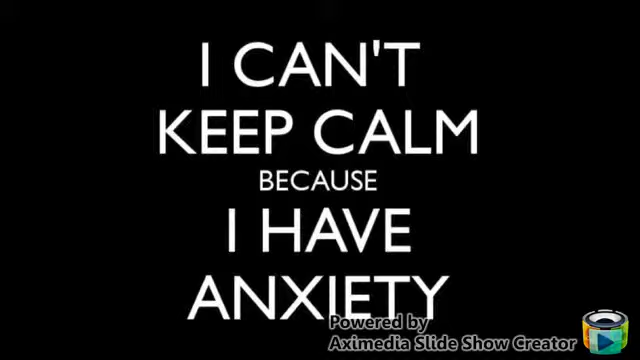 I CAN'T
KEEP CALM
BECAUSE
I HAVE
ANXIETY
Powered by
Aximedia Slide Show Creator